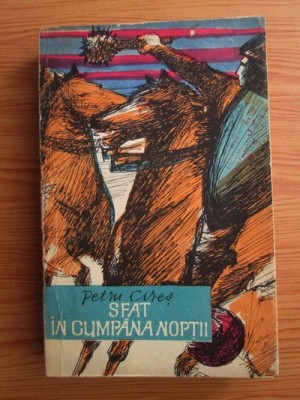 Petru Cireș
SFAT
ÎN CUMPĂNA NOPȚII